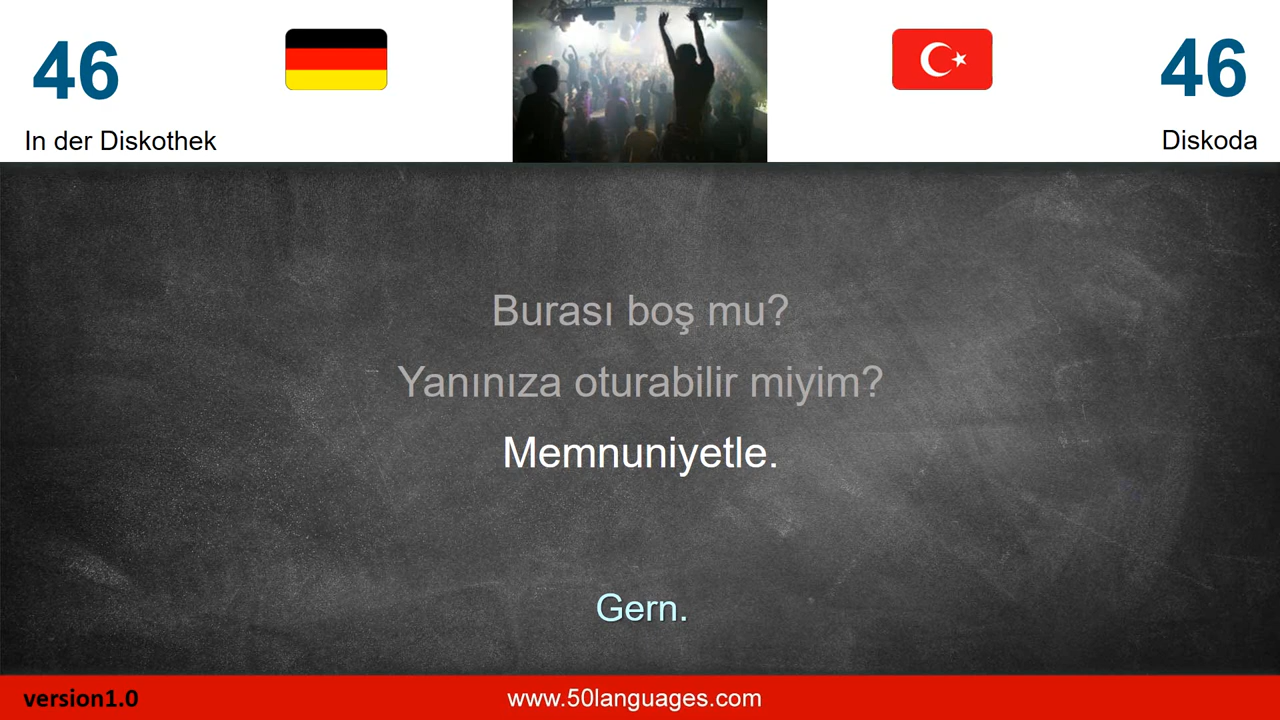 46
In der Diskothek
46
Diskoda
Burası boş mu?
Yanınıza oturabilir miyim?
Memnuniyetle.
Gern.
version1.0
www.50languages.com